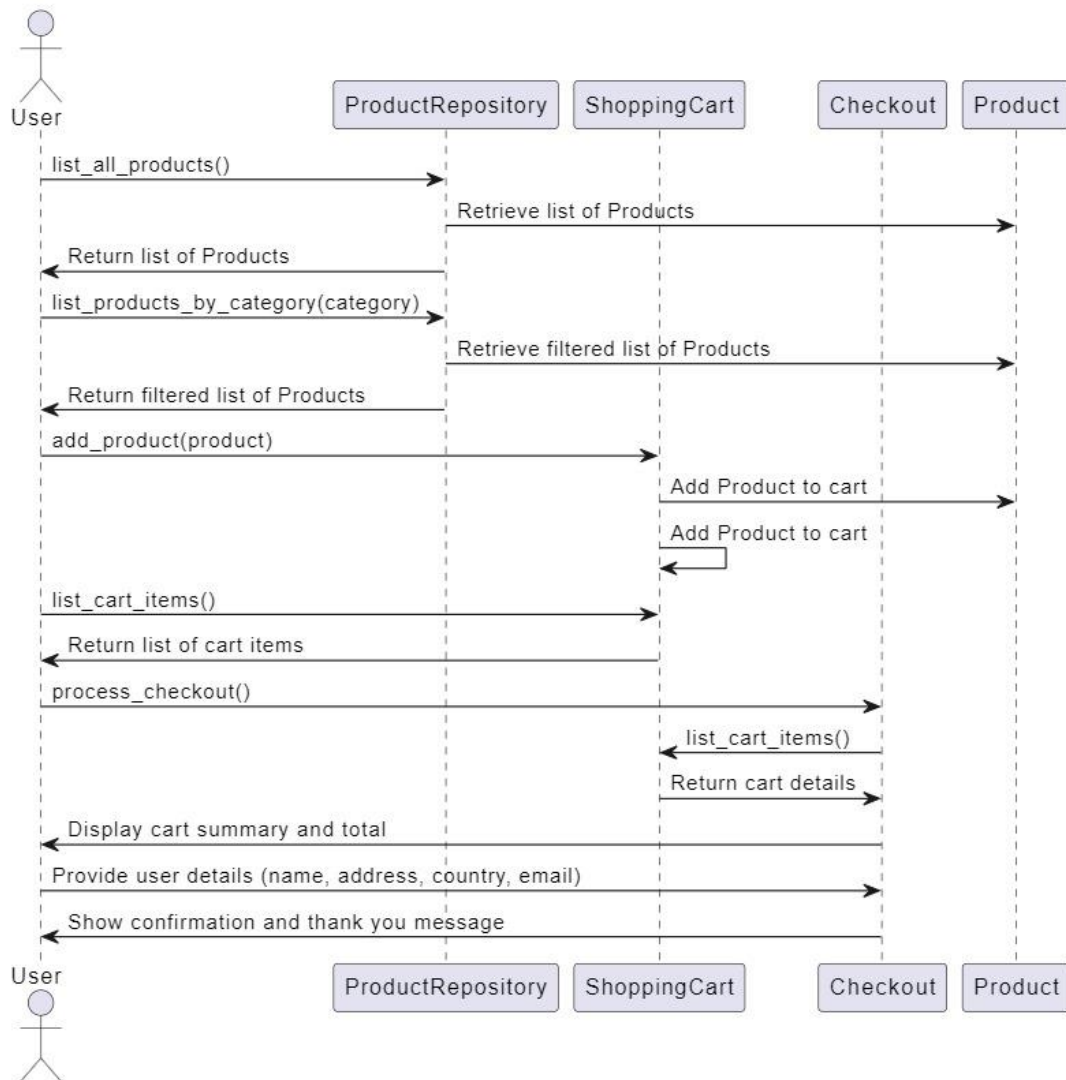 User
ProductRepository
ShoppingCart
Checkout
Product
list_all_products()
Retrieve list of Products
Return list of Products
list_products_by_category(category)
Retrieve filtered list of Products
Return filtered list of Products
add_product(product)
Add Product to cart
Add Product to cart
list_cart_items()
Return list of cart items
process_checkout()
list_cart_items()
Return cart details
Display cart summary and total
Provide user details (name, address, country, email)
Show confirmation and thank you message
User
ProductRepository
ShoppingCart
Checkout
Product